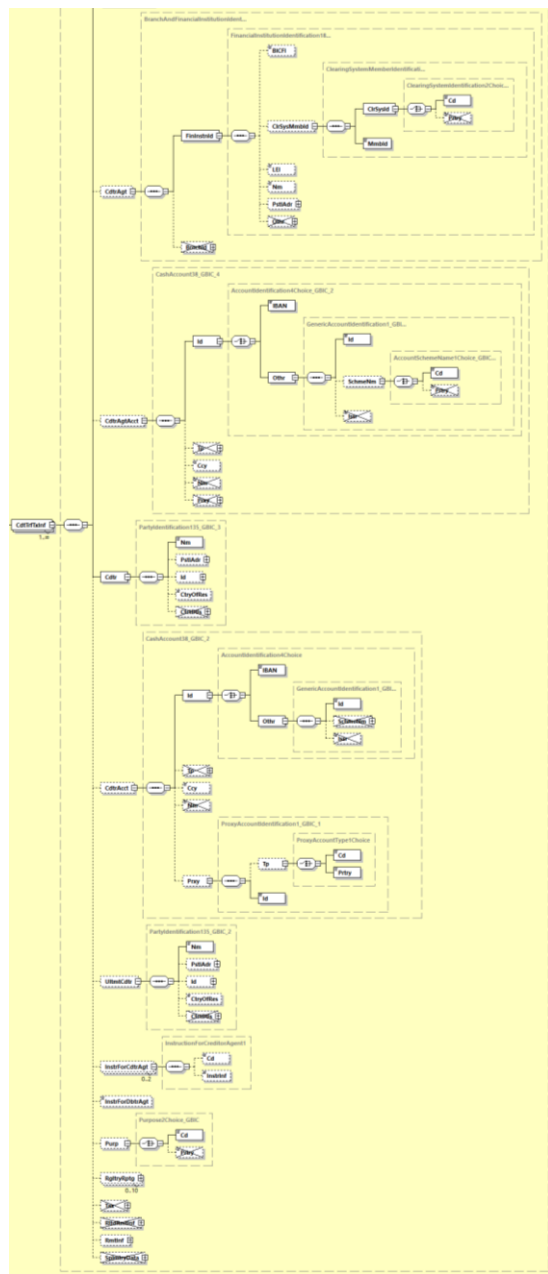 BranchAndFinancialInstitutionIdent...
FinancialInstitutionIdentification18...
BICFI
ClearingSystemMemberIdentificati...
ClearingSystemIdentification2Choic...
Cd
ClrSysId
Prtry
FinInstnId
ClrSysMmbId
MmbId
LEI
Nm
CdtrAgt
PstlAdr
Othr
BrnchId
CashAccount38_GBIC_4
AccountIdentification4Choice_GBIC_2
IBAN
GenericAccountIdentification1_GBI...
Id
Id
AccountSchemeName1Choice_GBIC...
Cd
Othr
SchmeNm
Prtry
Issr
CdtrAgtAcct
Tp
Ccy
Nm
Prxy
CdtTrfTxInf
1..∞
PartyIdentification135_GBIC_3
Nm
PstlAdr
Cdtr
Id
CtryOfRes
CtctDtls
CashAccount38_GBIC_2
AccountIdentification4Choice
IBAN
GenericAccountIdentification1_GBI...
Id
Id
Othr
SchmeNm
Issr
Tp
CdtrAcct
Ccy
Nm
ProxyAccountIdentification1_GBIC_1
ProxyAccountType1Choice
Cd
Tp
Prtry
Prxy
Id
PartyIdentification135_GBIC_2
Nm
PstlAdr
UltmtCdtr
Id
CtryOfRes
CtctDtls
InstructionForCreditorAgent1
Cd
InstrForCdtrAgt
0..2
InstrInf
InstrForDbtrAgt
Purpose2Choice_GBIC
Cd
Purp
Prtry
RgltryRptg
0..10
Tax
RltdRmtInf
RmtInf
SplmtryData